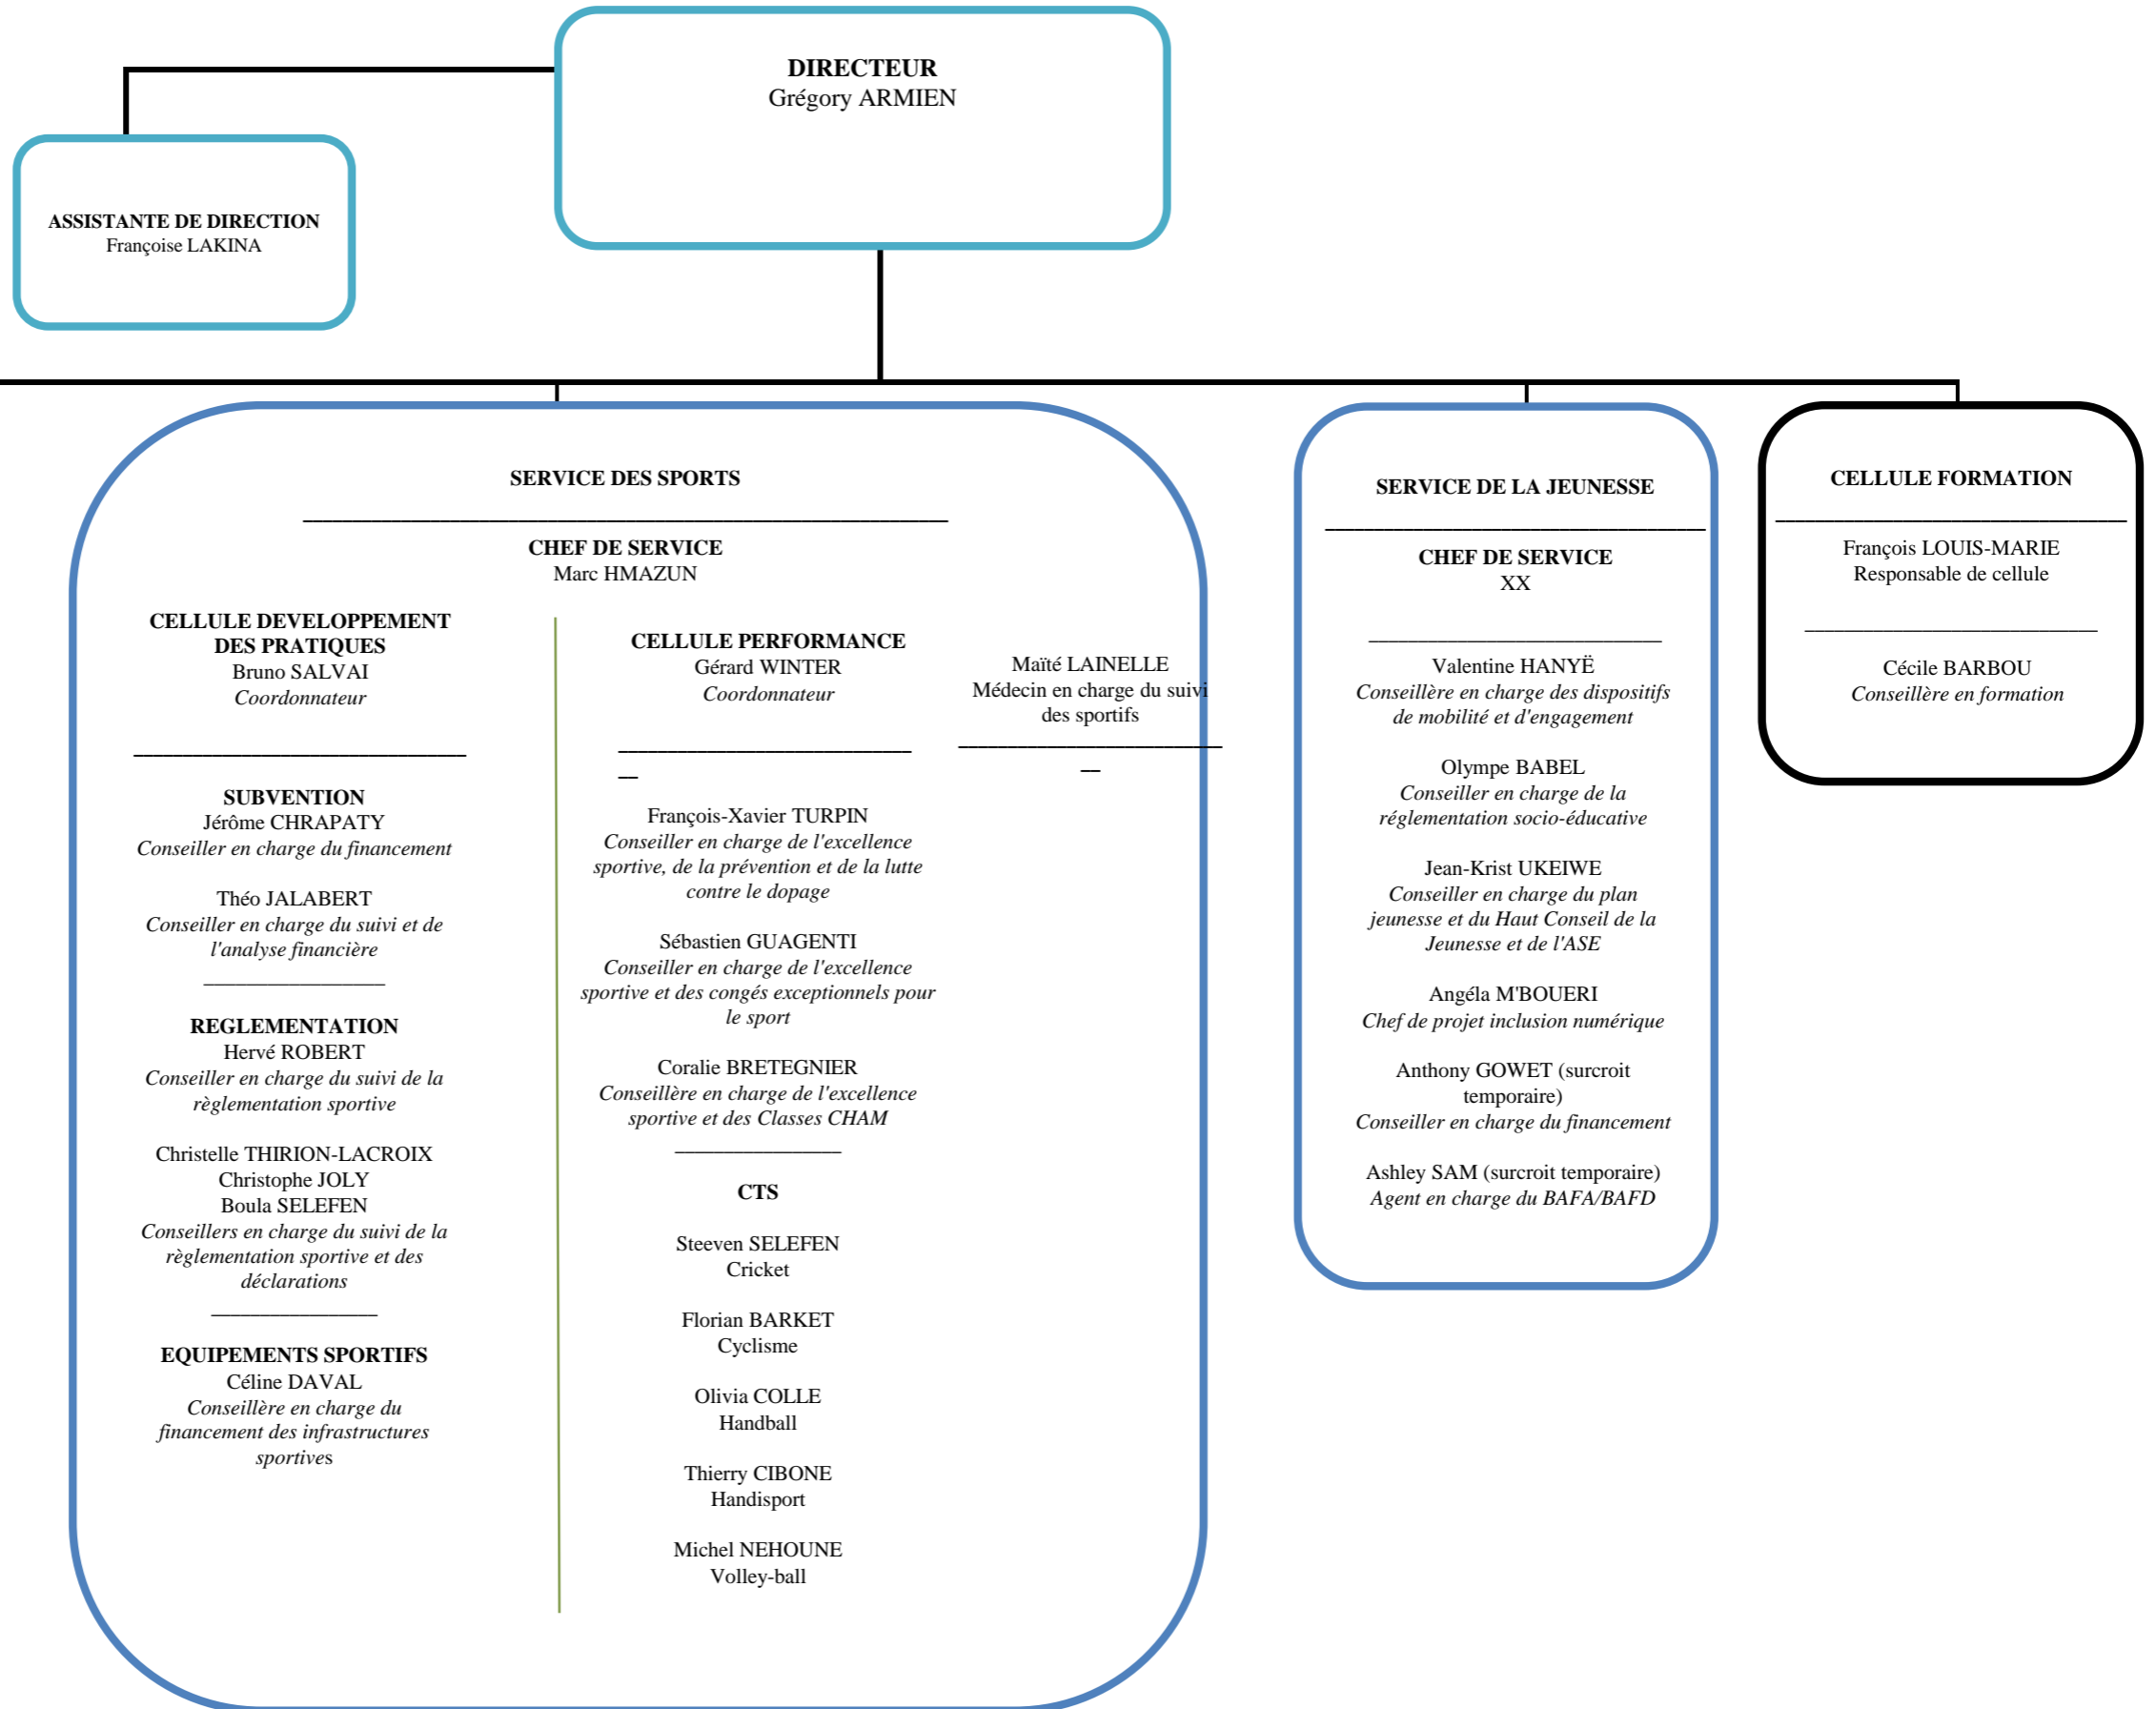 DIRECTEUR
Grégory ARMIEN
ASSISTANTE DE DIRECTION
Françoise LAKINA
SERVICE DES SPORTS
CHEF DE SERVICE
Marc HMAZUN
CELLULE DEVELOPPEMENT
DES PRATIQUES
Bruno SALVAI
Coordonnateur
SUBVENTION
Jérôme CHRAPATY
Conseiller en charge du financement
Théo JALABERT
Conseiller en charge du suivi et de
l'analyse financière
REGLEMENTATION
Hervé ROBERT
Conseiller en charge du suivi de la
règlementation sportive
Christelle THIRION-LACROIX
Christophe JOLY
Boula SELEFEN
Conseillers en charge du suivi de la
règlementation sportive et des
déclarations
EQUIPEMENTS SPORTIFS
Céline DAVAL
Conseillère en charge du
financement des infrastructures
sportives
CELLULE PERFORMANCE
Gérard WINTER
Coordonnateur
François-Xavier TURPIN
Conseiller en charge de l'excellence
sportive, de la prévention et de la lutte
contre le dopage
Sébastien GUAGENTI
Conseiller en charge de l'excellence
sportive et des congés exceptionnels pour
le sport
Coralie BRETEGNIER
Conseillère en charge de l'excellence
sportive et des Classes CHAM
CTS
Steeven SELEFEN
Cricket
Florian BARKET
Cyclisme
Olivia COLLE
Handball
Thierry CIBONE
Handisport
Michel NEHOUNE
Volley-ball
Maïté LAINELLE
Médecin en charge du suivi
des sportifs
SERVICE DE LA JEUNESSE
CHEF DE SERVICE
XX
Valentine HANYË
Conseillère en charge des dispositifs
de mobilité et d'engagement
Olympe BABEL
Conseiller en charge de la
réglementation socio-éducative
Jean-Krist UKEIWE
Conseiller en charge du plan
jeunesse et du Haut Conseil de la
Jeunesse et de l'ASE
Angéla M'BOUERI
Chef de projet inclusion numérique
Anthony GOWET (surcroit
temporaire)
Conseiller en charge du financement
Ashley SAM (surcroit temporaire)
Agent en charge du BAFA/BAFD
CELLULE FORMATION
François LOUIS-MARIE
Responsable de cellule
Cécile BARBOU
Conseillère en formation